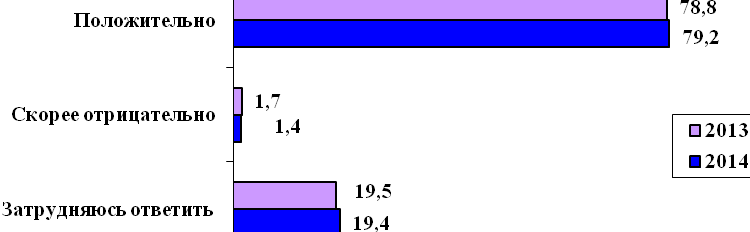 Положительно
78,8
79,2
Скорее отрицательно
1,7
1,4
2013
2014
Затрудняюсь ответить
19,5
19,4